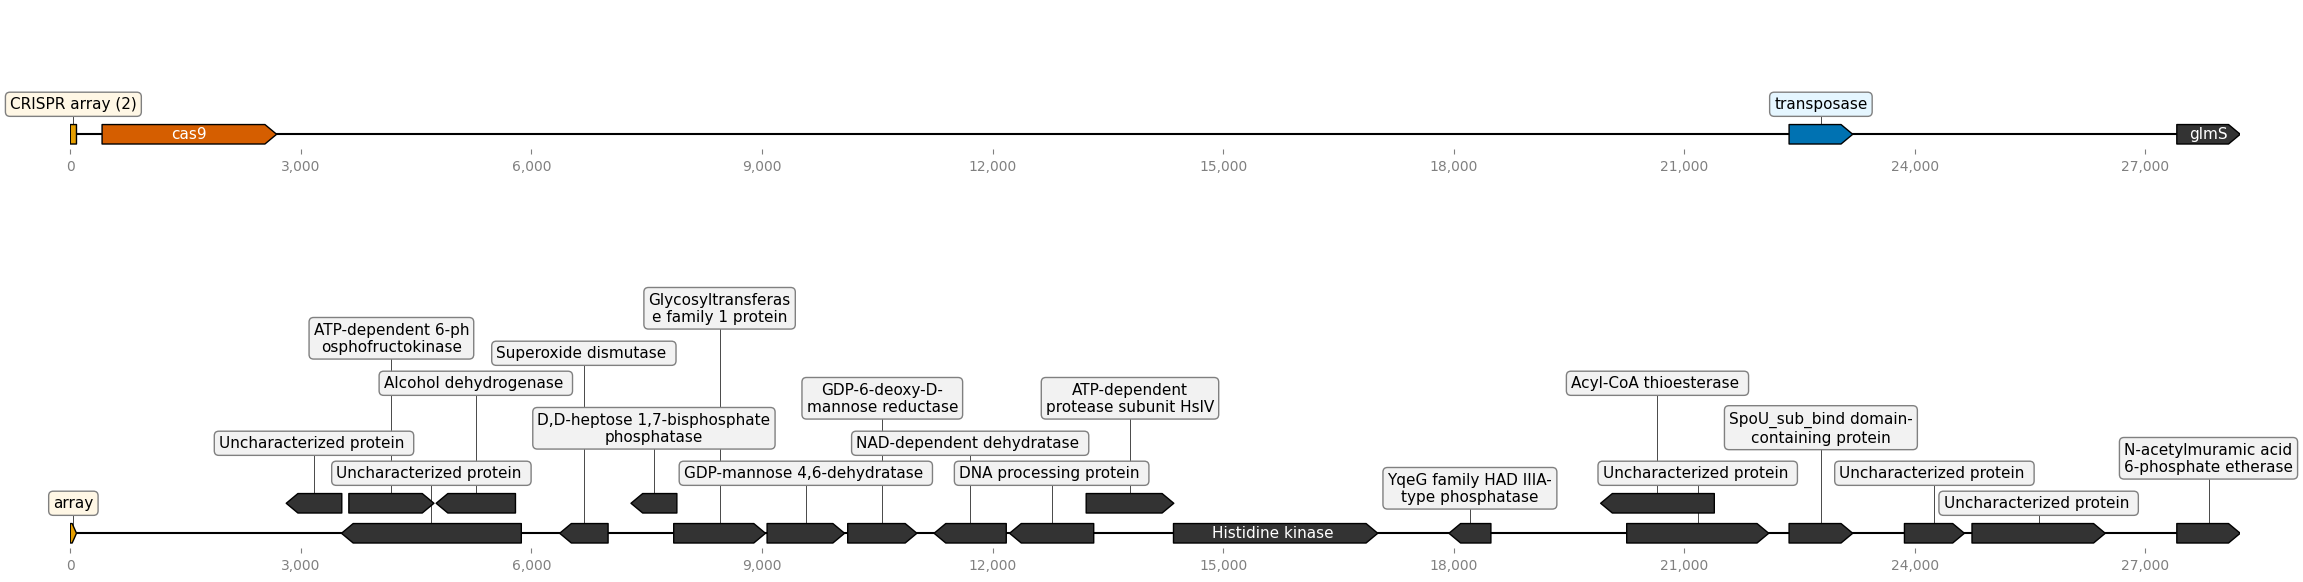 CRISPR array (2)
transposase
cas9
glmS
0
3,000
6,000
9,000
12,000
15,000
18,000
21,000
24,000
27,000
Glycosyltransferas
e family 1 protein
ATP-dependent 6-ph
osphofructokinase
Superoxide dismutase
Alcohol dehydrogenase
Acyl-CoA thioesterase
GDP-6-deoxy-D-
mannose reductase
ATP-dependent
protease subunit HslV
D,D-heptose 1,7-bisphosphate
phosphatase
SpoU_sub_bind domain-
containing protein
Uncharacterized protein
NAD-dependent dehydratase
N-acetylmuramic acid
6-phosphate etherase
Uncharacterized protein
GDP-mannose 4,6-dehydratase
DNA processing protein
YqeG family HAD IIIA-
type phosphatase
Uncharacterized protein
Uncharacterized protein
array
Uncharacterized protein
Histidine kinase
0
3,000
6,000
9,000
12,000
15,000
18,000
21,000
24,000
27,000